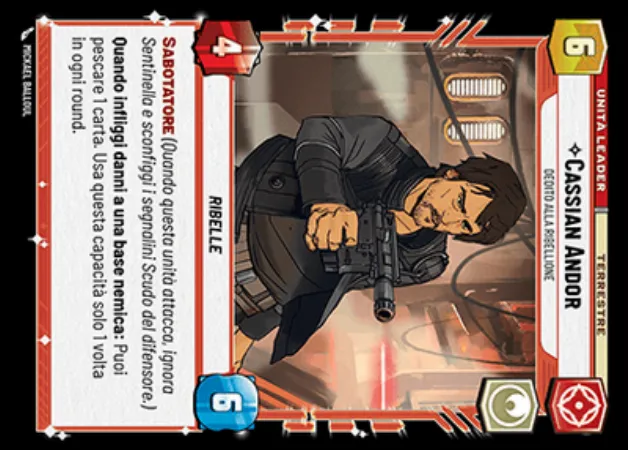 UNITÀ LEADER
TERRESTRE
6
CASSIAN ANDOR
DEDITO ALLA RIBELLIONE
4
6
RIBELLE
SABOTATORE (Quando questa unità attacca, ignora
Sentinella e sconfiggi i segnalini Scudo del difensore.)
Quando infliggi danni a una base nemica: Puoi
pescare 1 carta. Usa questa capacità solo 1 volta
in ogni round.
MICKAEL BALLOUL